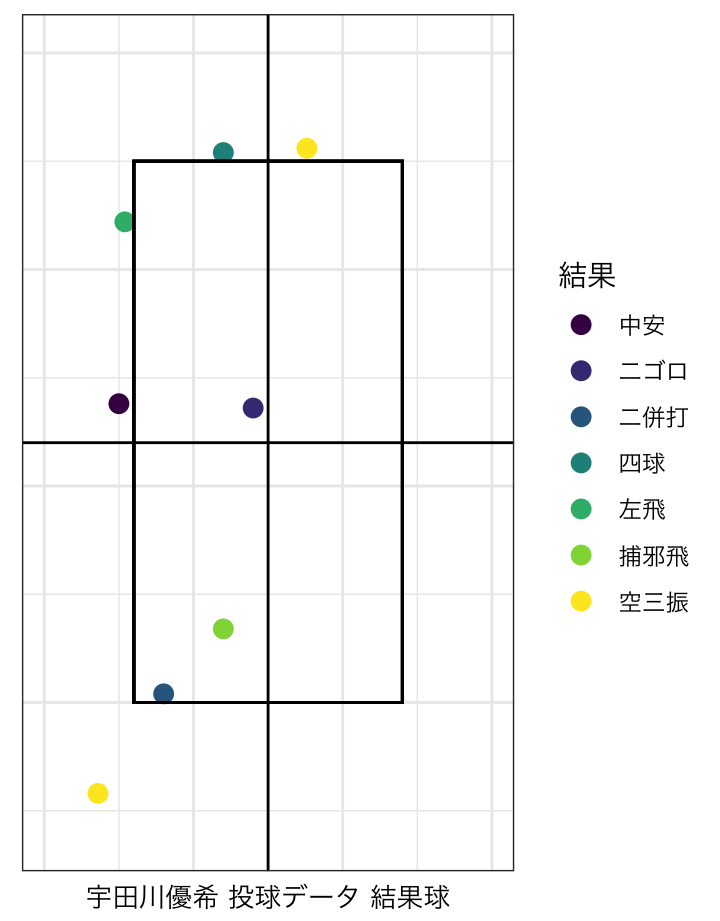 結果
中安
二ゴロ
二併打
四球
左飛
捕邪飛
空三振
宇田川優希 投球データ 結果球